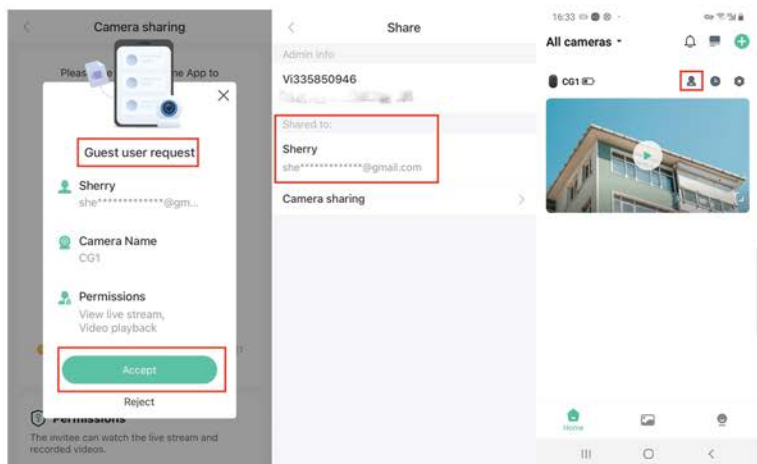 Camera sharing
Please
me App to
Guest user request
Sherry
she*************@gm...
Camera Name
CG1
Permissions
View live stream,
Video playback
Accept
Reject
Permissions
The invitee can watch the live stream and
recorded videos.
Share
Admin info
Vi335850946
Shared to:
Sherry
she*************@gmail.com
Camera sharing
16:33
All cameras
CG1
Home